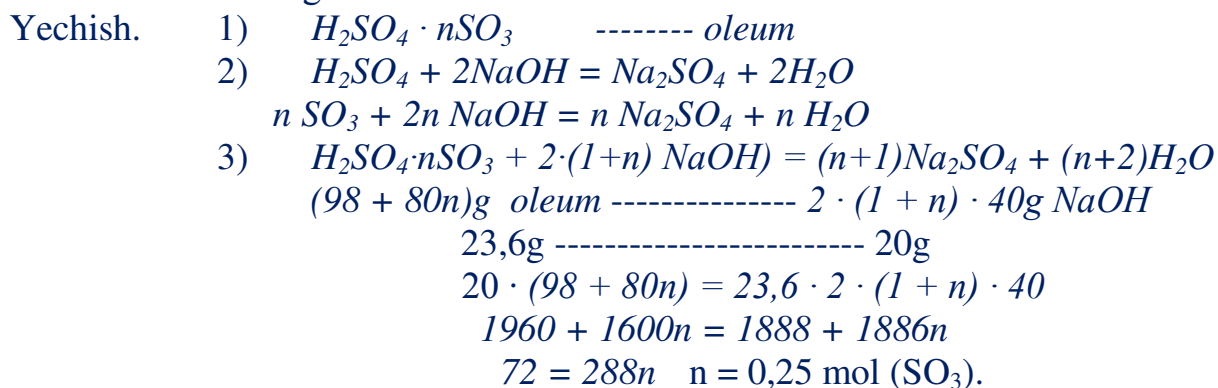 Yechish. 1) H₂SO₄ · nSO₃ -------- oleum
2) H₂SO₄ + 2NaOH = Na₂SO₄ + 2H₂O
n SO₃ + 2n NaOH = n Na₂SO₄ + n H₂O
3) H₂SO₄·nSO₃ + 2·(1+n) NaOH) = (n+1)Na₂SO₄ + (n+2)H₂O
(98 + 80n)g oleum --------------- 2 · (1 + n) · 40g NaOH
23,6g ------------------------- 20g
20 · (98 + 80n) = 23,6 · 2 · (1 + n) · 40
1960 + 1600n = 1888 + 1886n
72 = 288n n = 0,25 mol (SO₃).